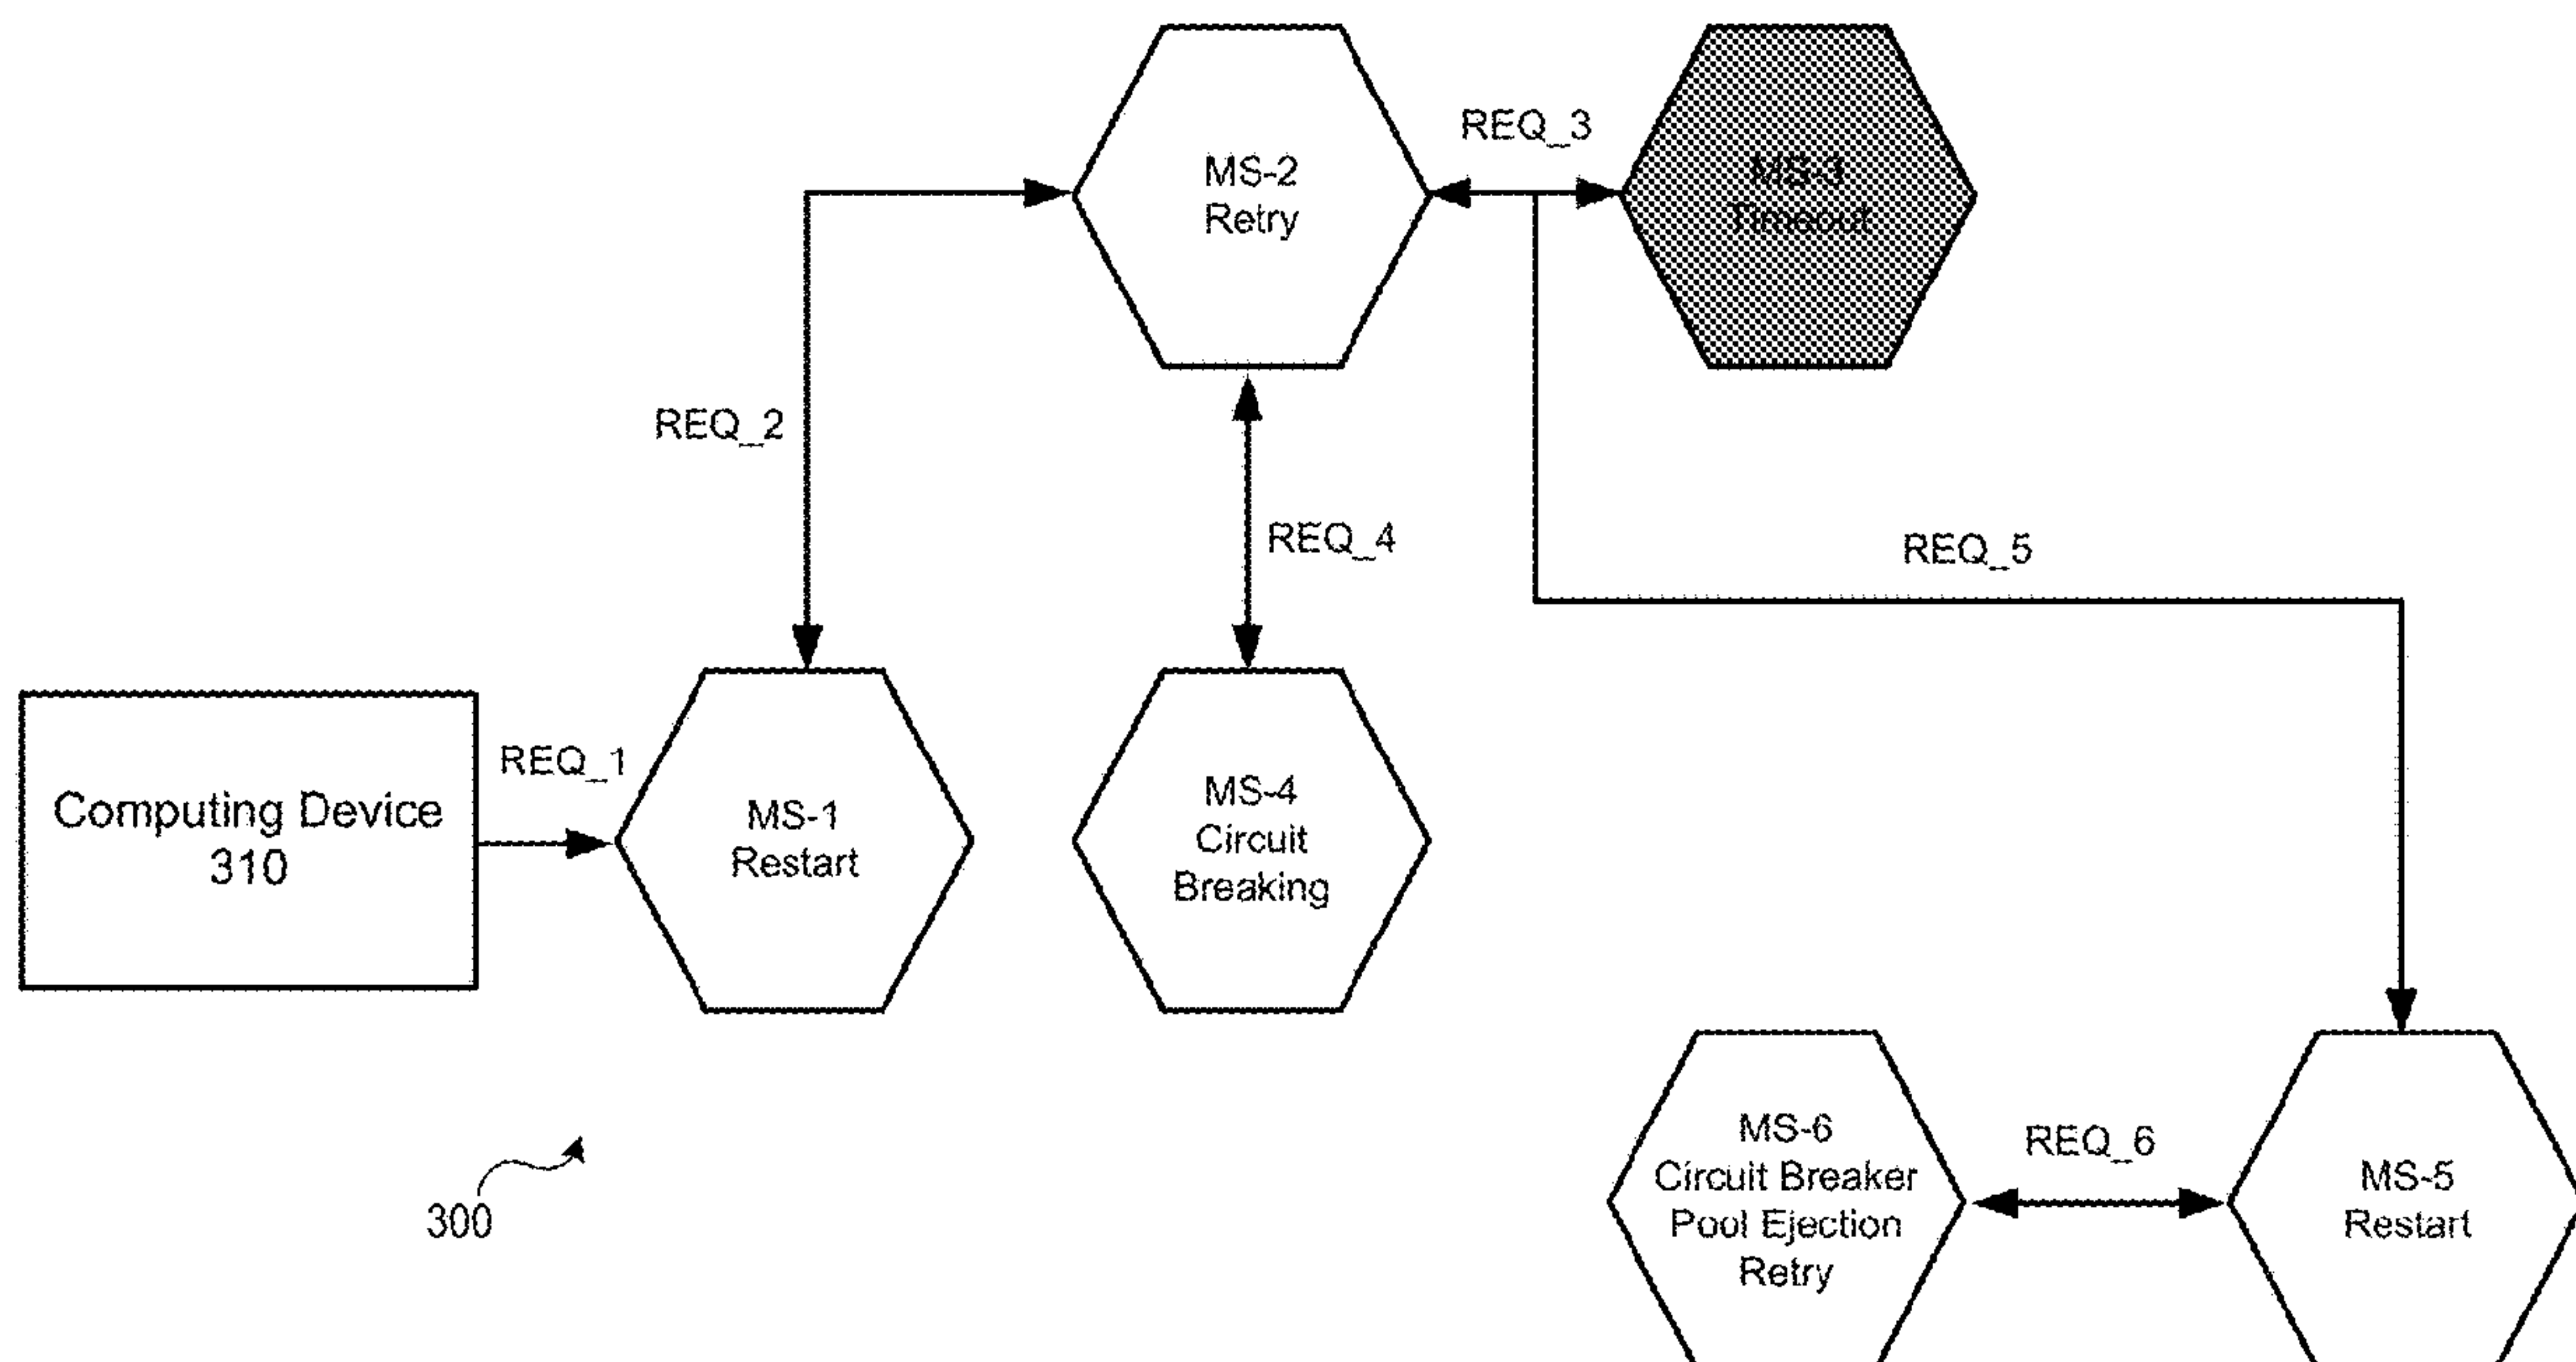 MS-2
Retry
REQ_3
MS-3
Timeout
REQ_2
REQ_4
REQ_5
Computing Device
310
REQ_1
MS-1
Restart
MS-4
Circuit
Breaking
300
MS-6
Circuit Breaker
Pool Ejection
Retry
REQ_6
MS-5
Restart